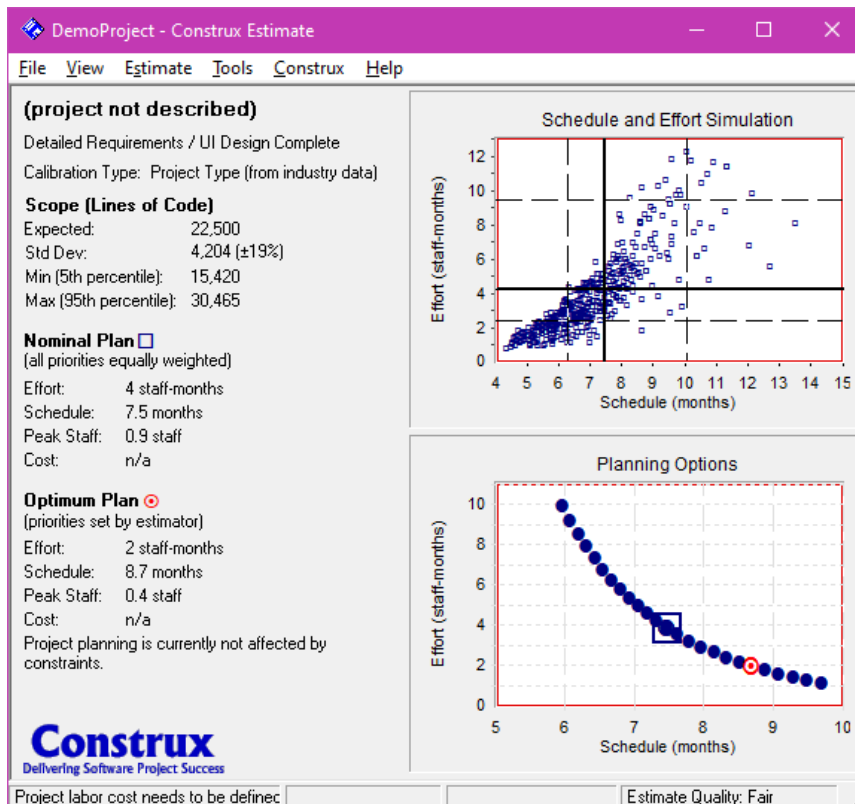 DemoProject - Construx Estimate
File View Estimate Tools Construx Help
(project not described)
Detailed Requirements / UI Design Complete
Calibration Type: Project Type (from industry data)
Scope (Lines of Code)
Expected: 22,500
Std Dev: 4,204 (±19%)
Min (5th percentile): 15,420
Max (95th percentile): 30,465
Nominal Plan
(all priorities equally weighted)
Effort: 4 staff-months
Schedule: 7.5 months
Peak Staff: 0.9 staff
Cost: n/a
Optimum Plan
(priorities set by estimator)
Effort: 2 staff-months
Schedule: 8.7 months
Peak Staff: 0.4 staff
Cost: n/a
Project planning is currently not affected by
constraints.
Construx
Delivering Software Project Success
Schedule and Effort Simulation
Effort (staff-months)
12
10
8
6
4
2
0
4 5 6 7 8 9 10 11 12 13 14 15
Schedule (months)
Planning Options
Effort (staff-months)
10
8
6
4
2
0
5 6 7 8 9 10
Schedule (months)
Project labor cost needs to be defined
Estimate Quality: Fair